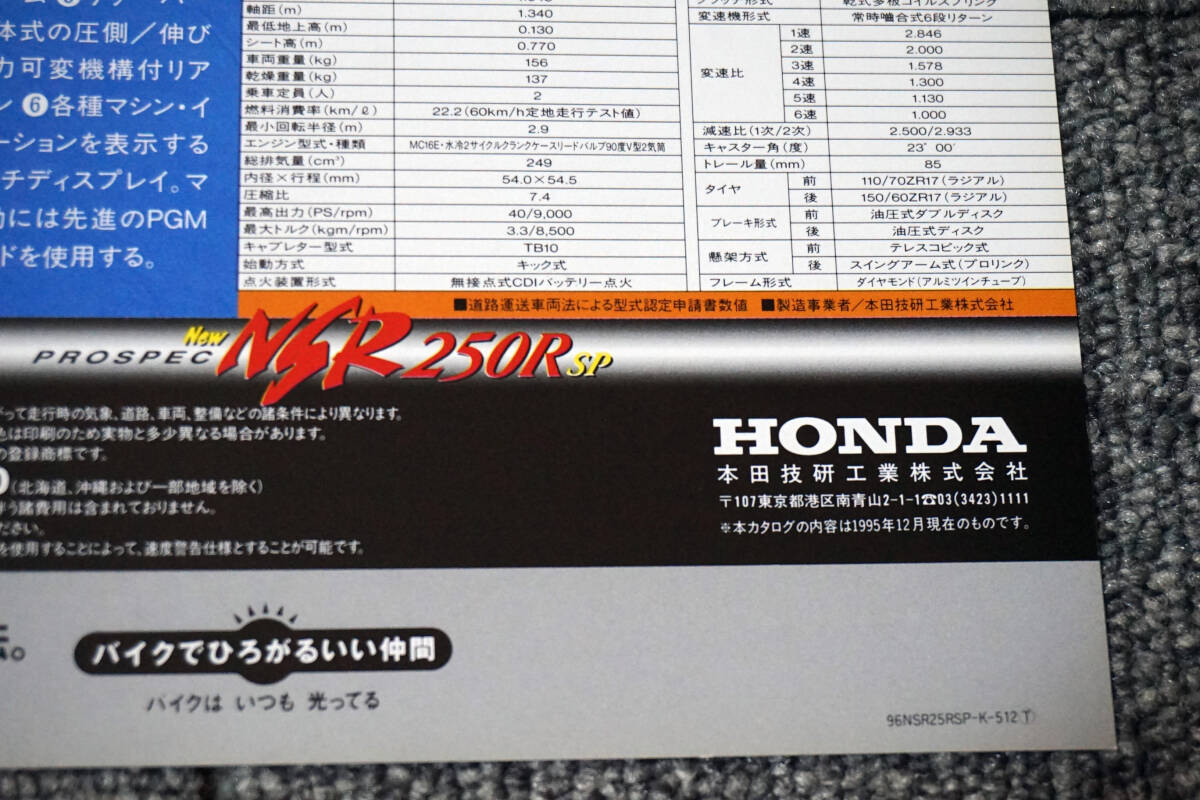 体式の圧側/伸び
力可変機構付リア
ン❻各種マシン・イ
ーションを表示する
チディスプレイ。マ
動には先進のPGM
ドを使用する。
軸距(m) 1.340
最低地上高(m) 0.130
シート高(m) 0.770
車両重量(kg) 156
乾燥重量(kg) 137
乗車定員(人) 2
燃料消費率(km/ℓ) 22.2(60km/h定地走行テスト値)
最小回転半径(m) 2.9
エンジン型式・種類 MC16E・水冷2サイクルクランクケースリードバルブ90度V型2気筒
総排気量(cm³) 249
内径×行程(mm) 54.0×54.5
圧縮比 7.4
最高出力(PS/rpm) 40/9,000
最大トルク(kgm/rpm) 3.3/8,500
キャブレター型式 TB10
始動方式 キック式
点火装置形式 無接点式CDIバッテリー点火
クラッチ形式 乾式多板コイルスプリング
変速機形式 常時嚙合式6段リターン
変速比 1速 2.846
2速 2.000
3速 1.578
4速 1.300
5速 1.130
6速 1.000
減速比(1次/2次) 2.500/2.933
キャスター角(度) 23°00′
トレール量(mm) 85
タイヤ 前 110/70ZR17(ラジアル)
後 150/60ZR17(ラジアル)
ブレーキ形式 前 油圧式ダブルディスク
後 油圧式ディスク
懸架方式 前 テレスコピック式
後 スイングアーム式(プロリンク)
フレーム形式 ダイヤモンド(アルミツインチューブ)
■道路運送車両法による型式認定申請書数値 ■製造事業者/本田技研工業株式会社
PROSPEC New NSR250R SP
がって走行時の気象、道路、車両、整備などの諸条件により異なります。
色は印刷のため実物と多少異なる場合があります。
の登録商標です。
(北海道、沖縄および一部地域を除く)
伴う諸費用は含まれておりません。
ださい。
を使用することによって、速度警告仕様とすることが可能です。
HONDA
本田技研工業株式会社
〒107東京都港区南青山2-1-1☎03(3423)1111
※本カタログの内容は1995年12月現在のものです。
バイクでひろがるいい仲間
バイクは いつも 光ってる
96NSR25RSP-K-512Ⓣ